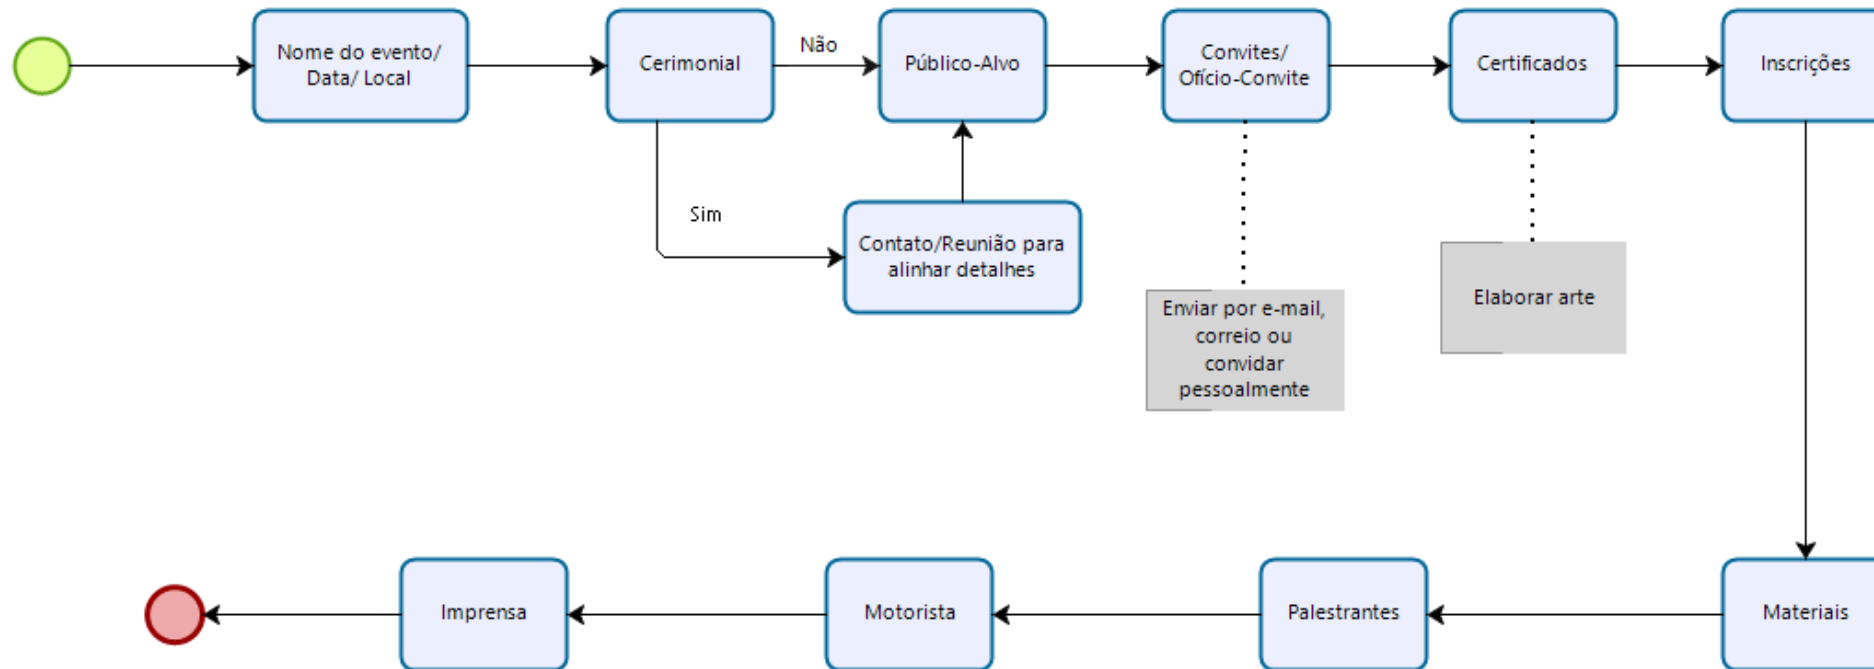 Nome do evento/
Data/ Local
Cerimonial
Não
Público-Alvo
Convites/
Ofício-Convite
Certificados
Inscrições
Sim
Contato/Reunião para
alinhar detalhes
Enviar por e-mail,
correio ou
convidar
pessoalmente
Elaborar arte
Imprensa
Motorista
Palestrantes
Materiais